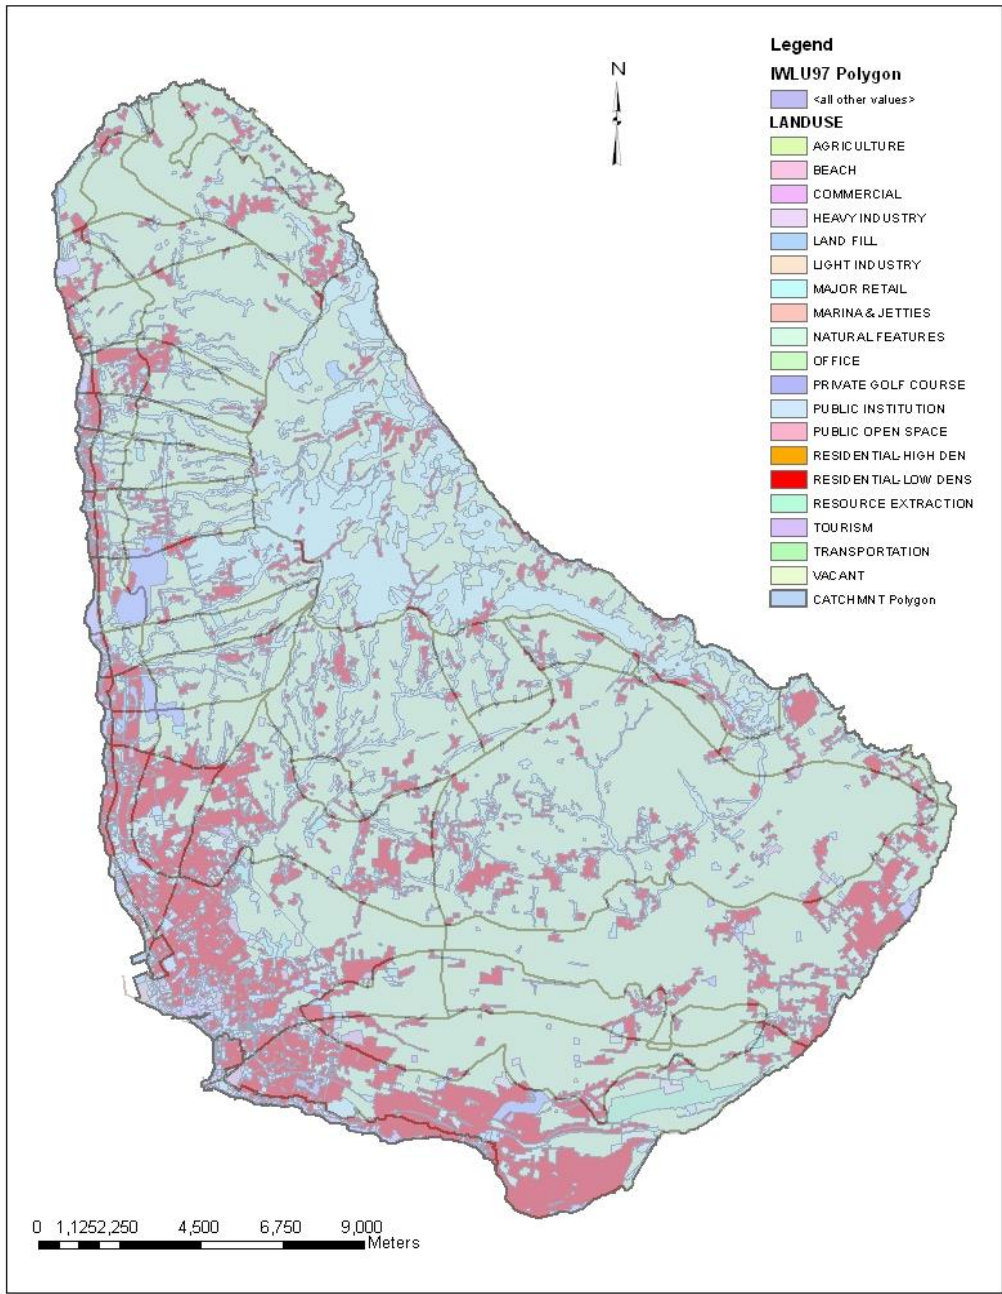 Legend
N
IWLU97 Polygon
<all other values>
LANDUSE
AGRICULTURE
BEACH
COMMERCIAL
HEAVY INDUSTRY
LAND FILL
LIGHT INDUSTRY
MAJOR RETAIL
MARINA & JETTIES
NATURAL FEATURES
OFFICE
PRIVATE GOLF COURSE
PUBLIC INSTITUTION
PUBLIC OPEN SPACE
RESIDENTIAL-HIGH DEN
RESIDENTIAL-LOW DENS
RESOURCE EXTRACTION
TOURISM
TRANSPORTATION
VACANT
CATCHMNT Polygon
0 1,1252,250 4,500 6,750 9,000
Meters